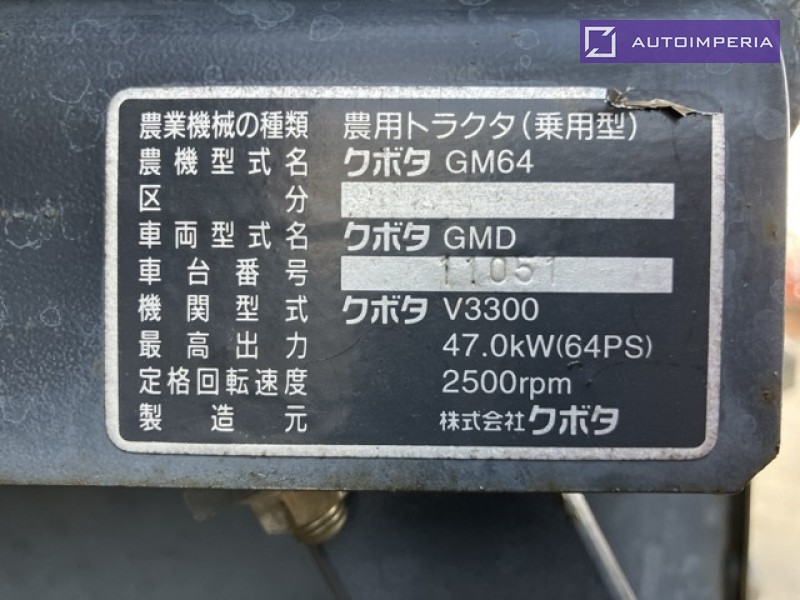 AUTOIMPERIA
農業機械の種類 農用トラクタ(乗用型)
農機型式名 クボタ GM64
区分
車両型式名 クボタ GMD
車台番号 11051
機関型式 クボタ V3300
最高出力 47.0kW(64PS)
定格回転速度 2500rpm
製造元 株式会社クボタ